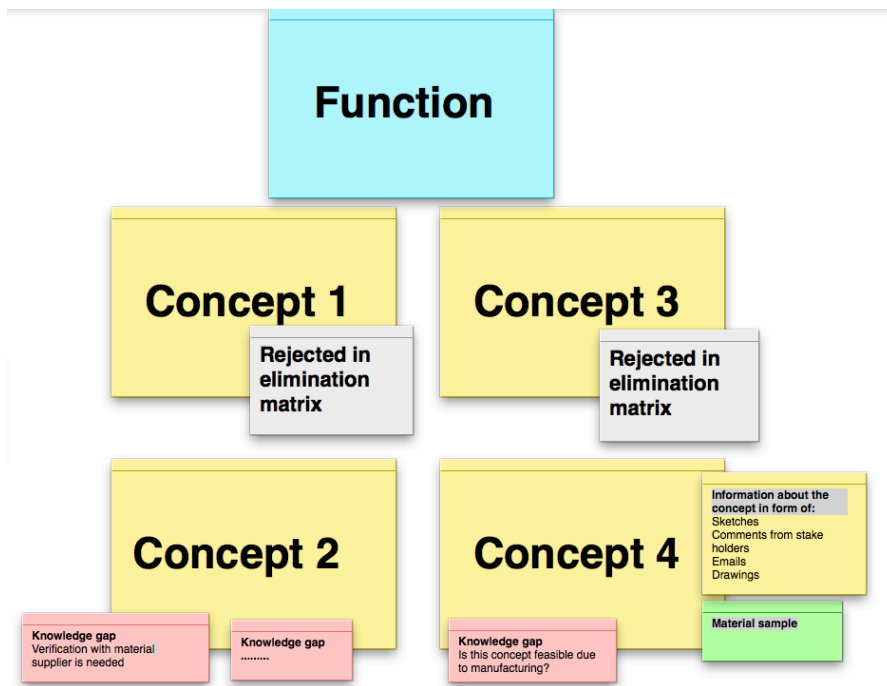 Function
Concept 1
Rejected in
elimination
matrix
Concept 3
Rejected in
elimination
matrix
Concept 2
Knowledge gap
Verification with material
supplier is needed
Knowledge gap
.........
Concept 4
Information about the
concept in form of:
Sketches
Comments from stake
holders
Emails
Drawings
Material sample
Knowledge gap
Is this concept feasible due
to manufacturing?